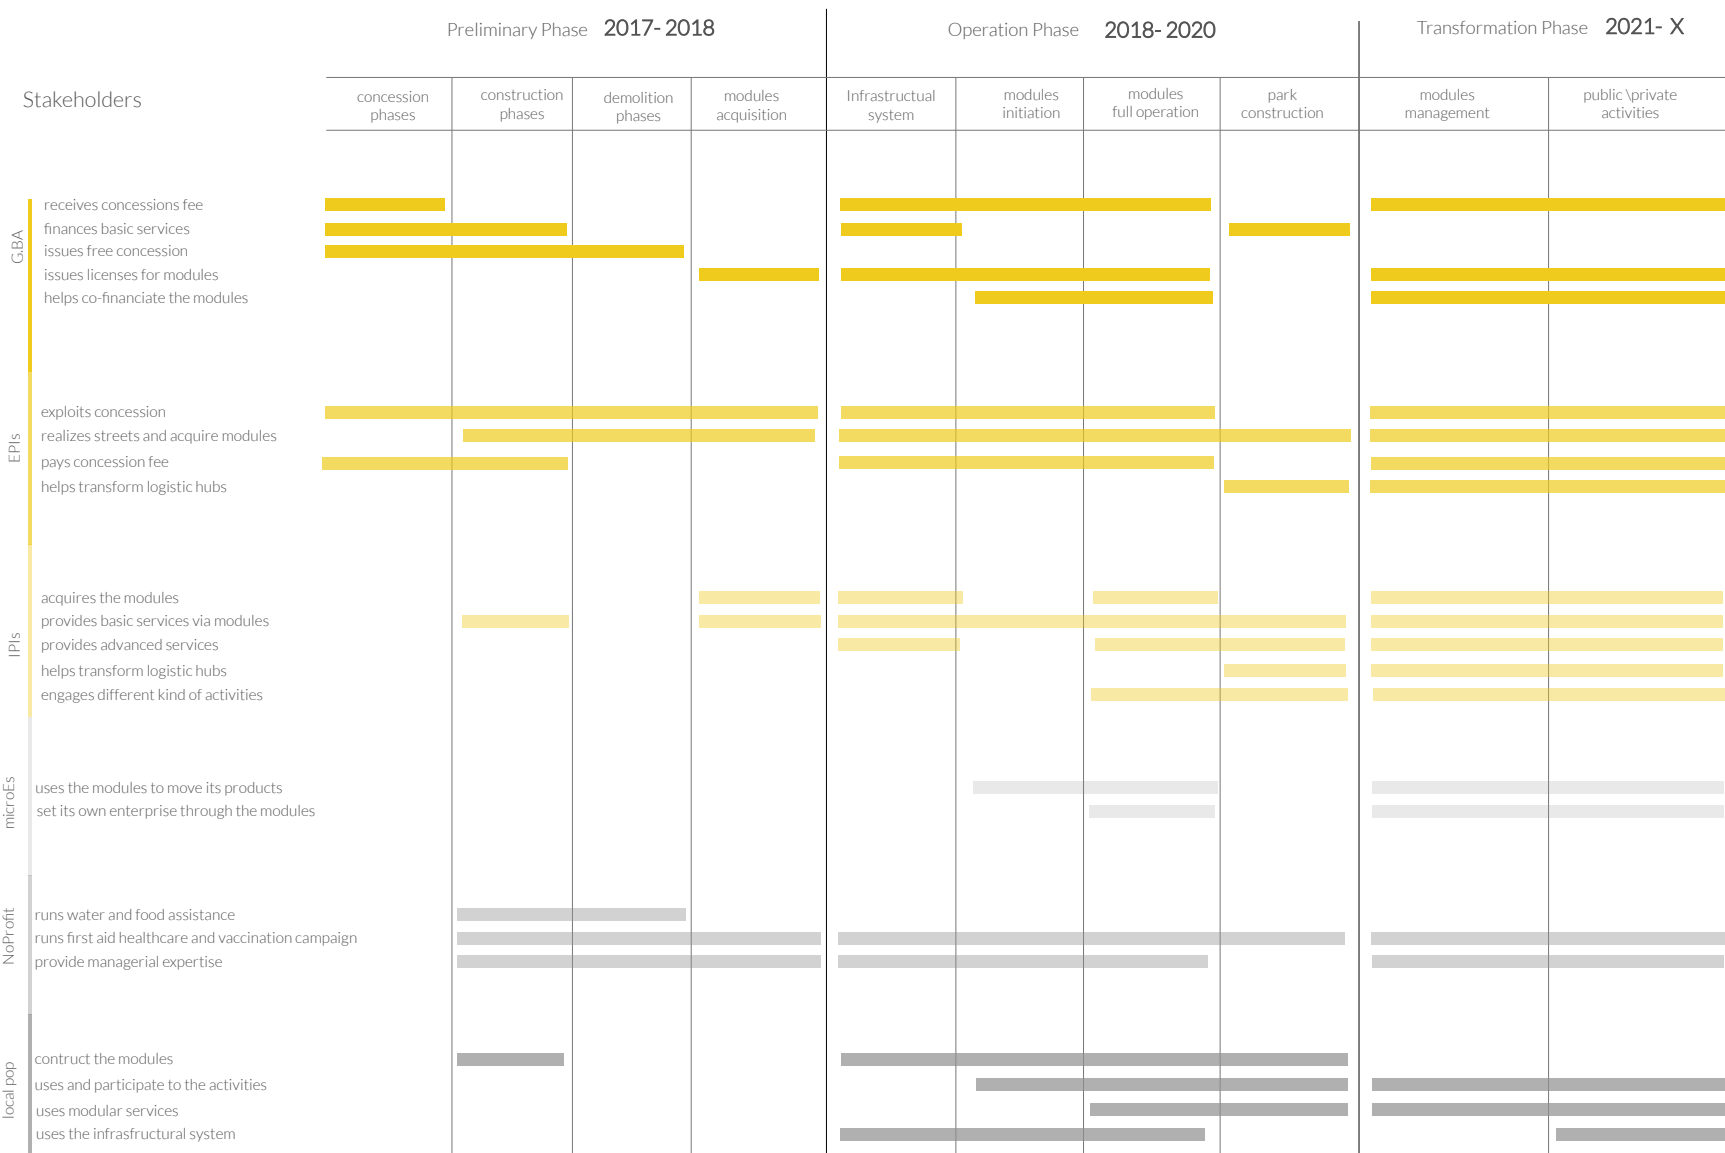 Preliminary Phase 2017- 2018
Operation Phase 2018- 2020
Transformation Phase 2021- X
Stakeholders
concession
phases
construction
phases
demolition
phases
modules
acquisition
Infrastructual
system
modules
initiation
modules
full operation
park
construction
modules
management
public \private
activities
G.BA
receives concessions fee
finances basic services
issues free concession
issues licenses for modules
helps co-financiate the modules
EPIs
exploits concession
realizes streets and acquire modules
pays concession fee
helps transform logistic hubs
IPIs
acquires the modules
provides basic services via modules
provides advanced services
helps transform logistic hubs
engages different kind of activities
microEs
uses the modules to move its products
set its own enterprise through the modules
NoProfit
runs water and food assistance
runs first aid healthcare and vaccination campaign
provide managerial expertise
local pop
contruct the modules
uses and participate to the activities
uses modular services
uses the infrasfructural system